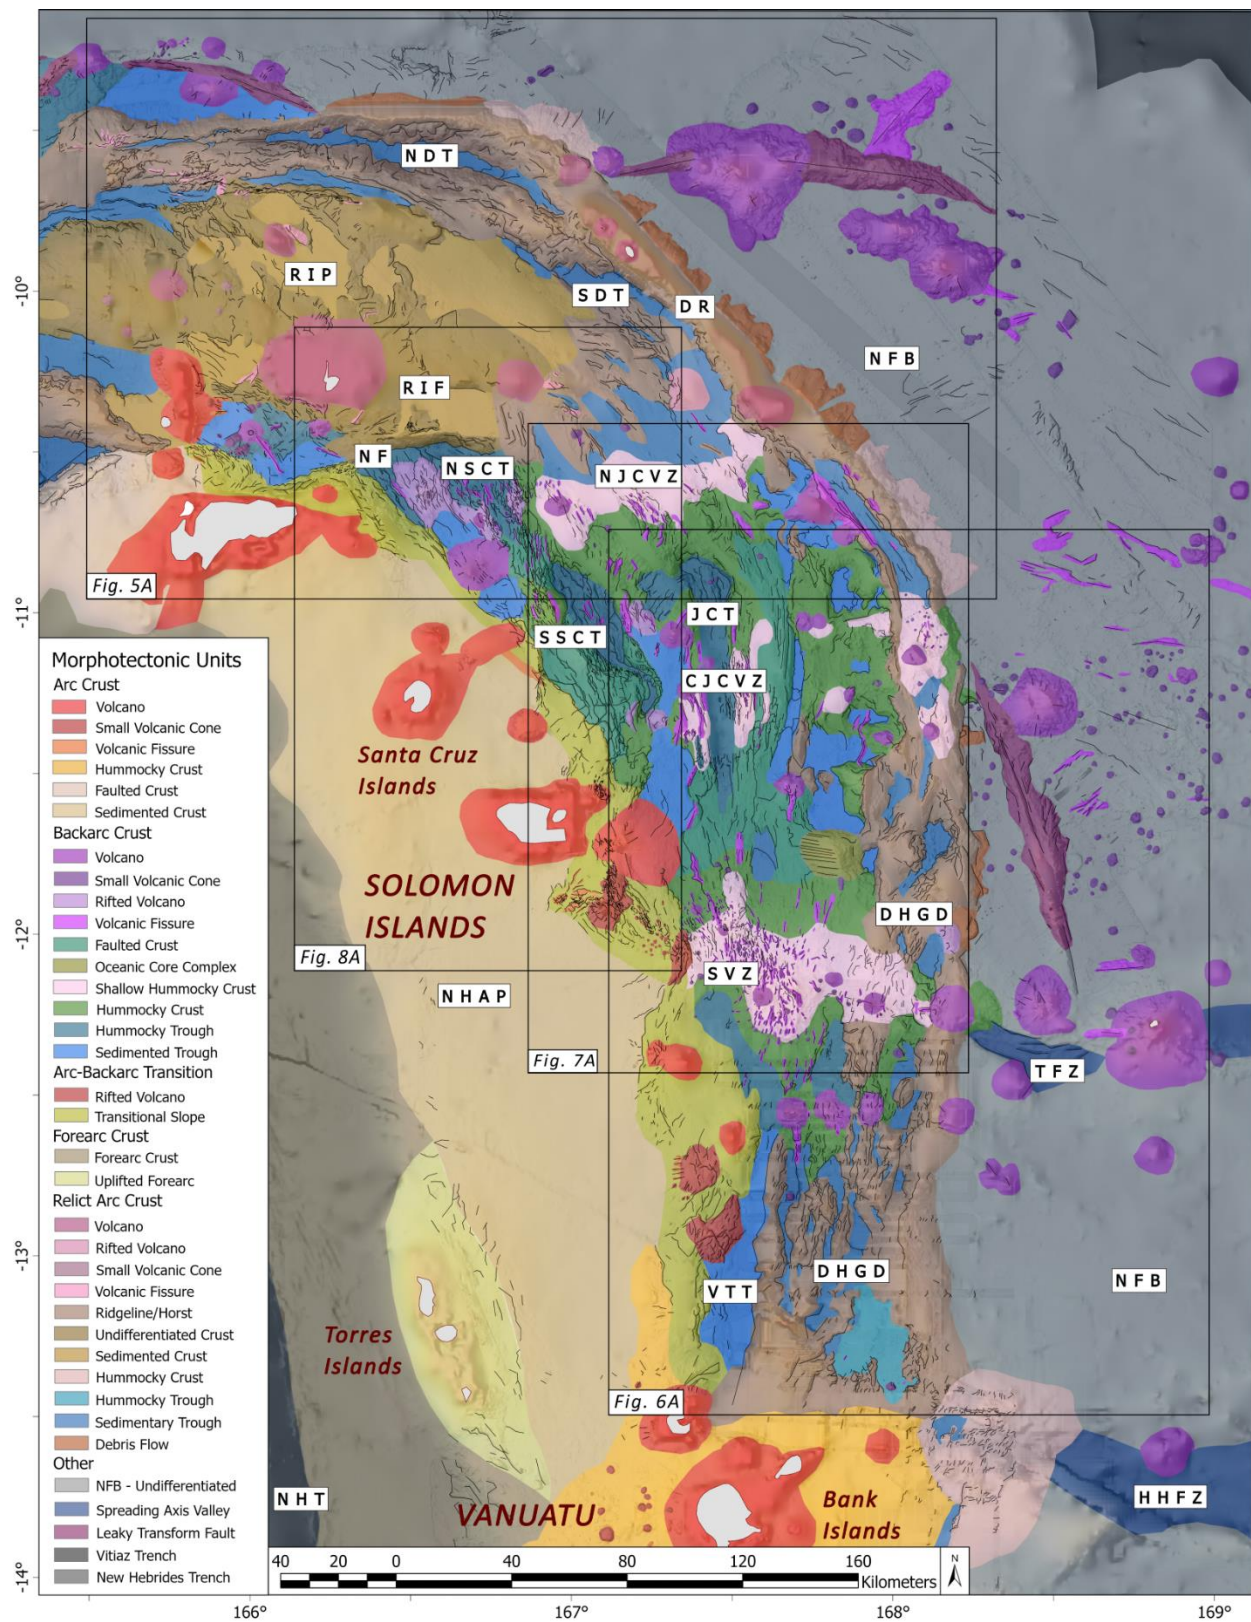 N D T
R I P
S D T
D R
N F B
R I F
N F
N S C T
N J C V Z
Fig. 5A
J C T
S S C T
C J C V Z
Santa Cruz
Islands
SOLOMON
ISLANDS
D H G D
Fig. 8A
S V Z
N H A P
Fig. 7A
T F Z
D H G D
N F B
V T T
Torres
Islands
Fig. 6A
N H T
VANUATU
Bank
Islands
H H F Z
Morphotectonic Units
Arc Crust
Volcano
Small Volcanic Cone
Volcanic Fissure
Hummocky Crust
Faulted Crust
Sedimented Crust
Backarc Crust
Volcano
Small Volcanic Cone
Rifted Volcano
Volcanic Fissure
Faulted Crust
Oceanic Core Complex
Shallow Hummocky Crust
Hummocky Crust
Hummocky Trough
Sedimented Trough
Arc-Backarc Transition
Rifted Volcano
Transitional Slope
Forearc Crust
Forearc Crust
Uplifted Forearc
Relict Arc Crust
Volcano
Rifted Volcano
Small Volcanic Cone
Volcanic Fissure
Ridgeline/Horst
Undifferentiated Crust
Sedimented Crust
Hummocky Crust
Hummocky Trough
Sedimentary Trough
Debris Flow
Other
NFB - Undifferentiated
Spreading Axis Valley
Leaky Transform Fault
Vitiaz Trench
New Hebrides Trench
40 20 0 40 80 120 160
Kilometers
N
-10°
-11°
-12°
-13°
-14°
166° 167° 168° 169°